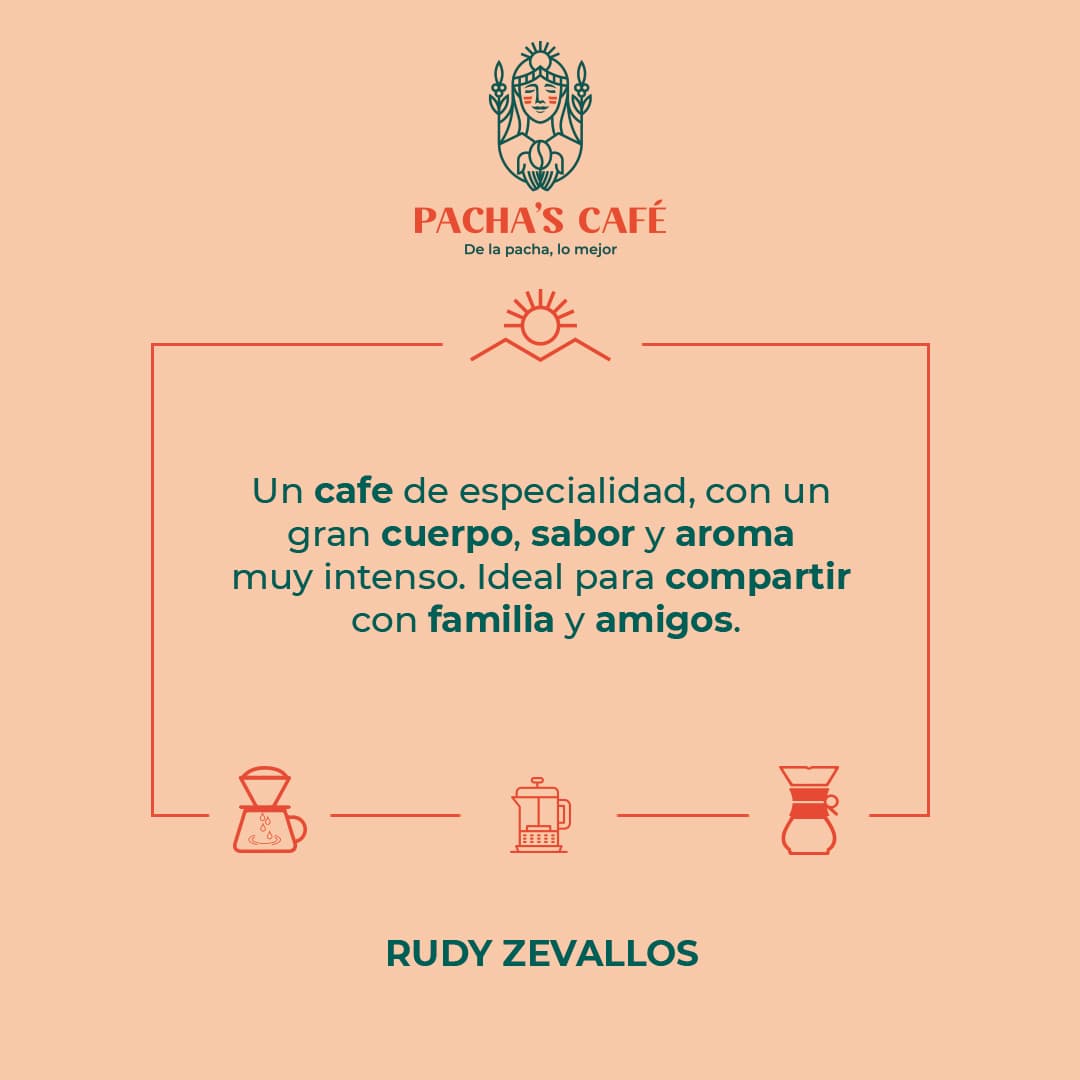 PACHA'S CAFÉ
De la pacha, lo mejor
Un cafe de especialidad, con un
gran cuerpo, sabor y aroma
muy intenso. Ideal para compartir
con familia y amigos.
RUDY ZEVALLOS